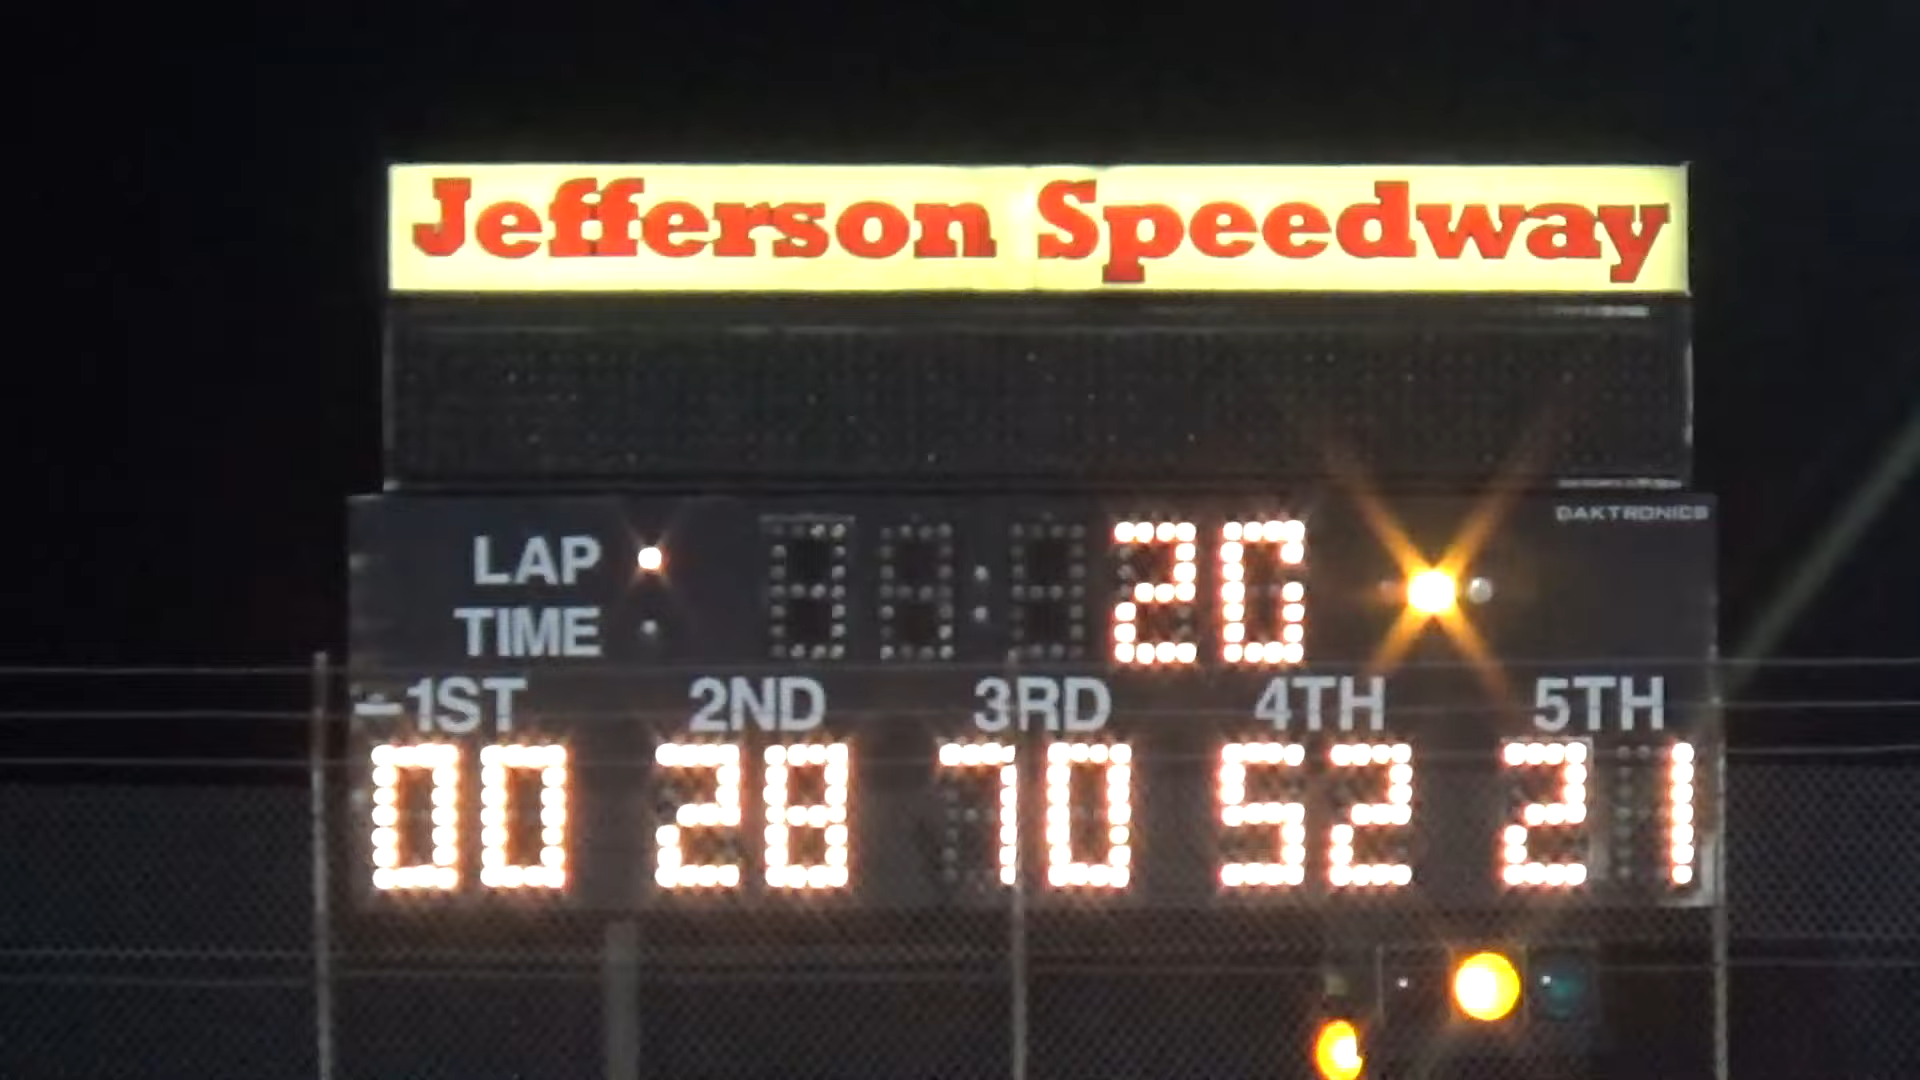 Jefferson Speedway
DAKTRONICS
LAP 20
TIME
1ST 2ND 3RD 4TH 5TH
00 28 70 52 21